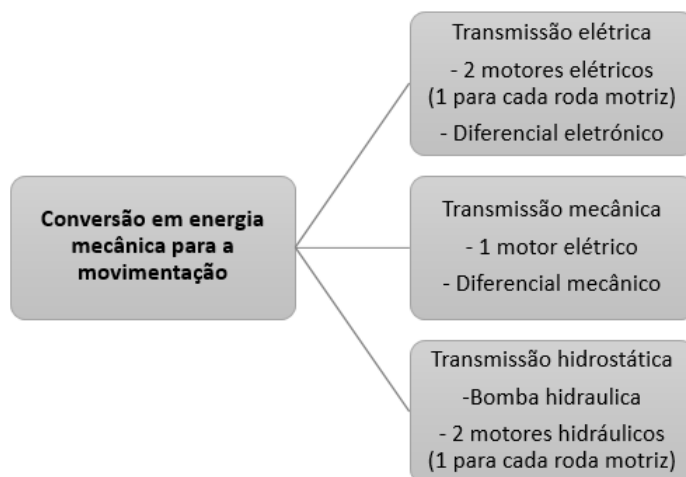 Transmissão elétrica
- 2 motores elétricos
(1 para cada roda motriz)
- Diferencial eletrónico
Conversão em energia
mecânica para a
movimentação
Transmissão mecânica
- 1 motor elétrico
- Diferencial mecânico
Transmissão hidrostática
-Bomba hidraulica
- 2 motores hidráulicos
(1 para cada roda motriz)